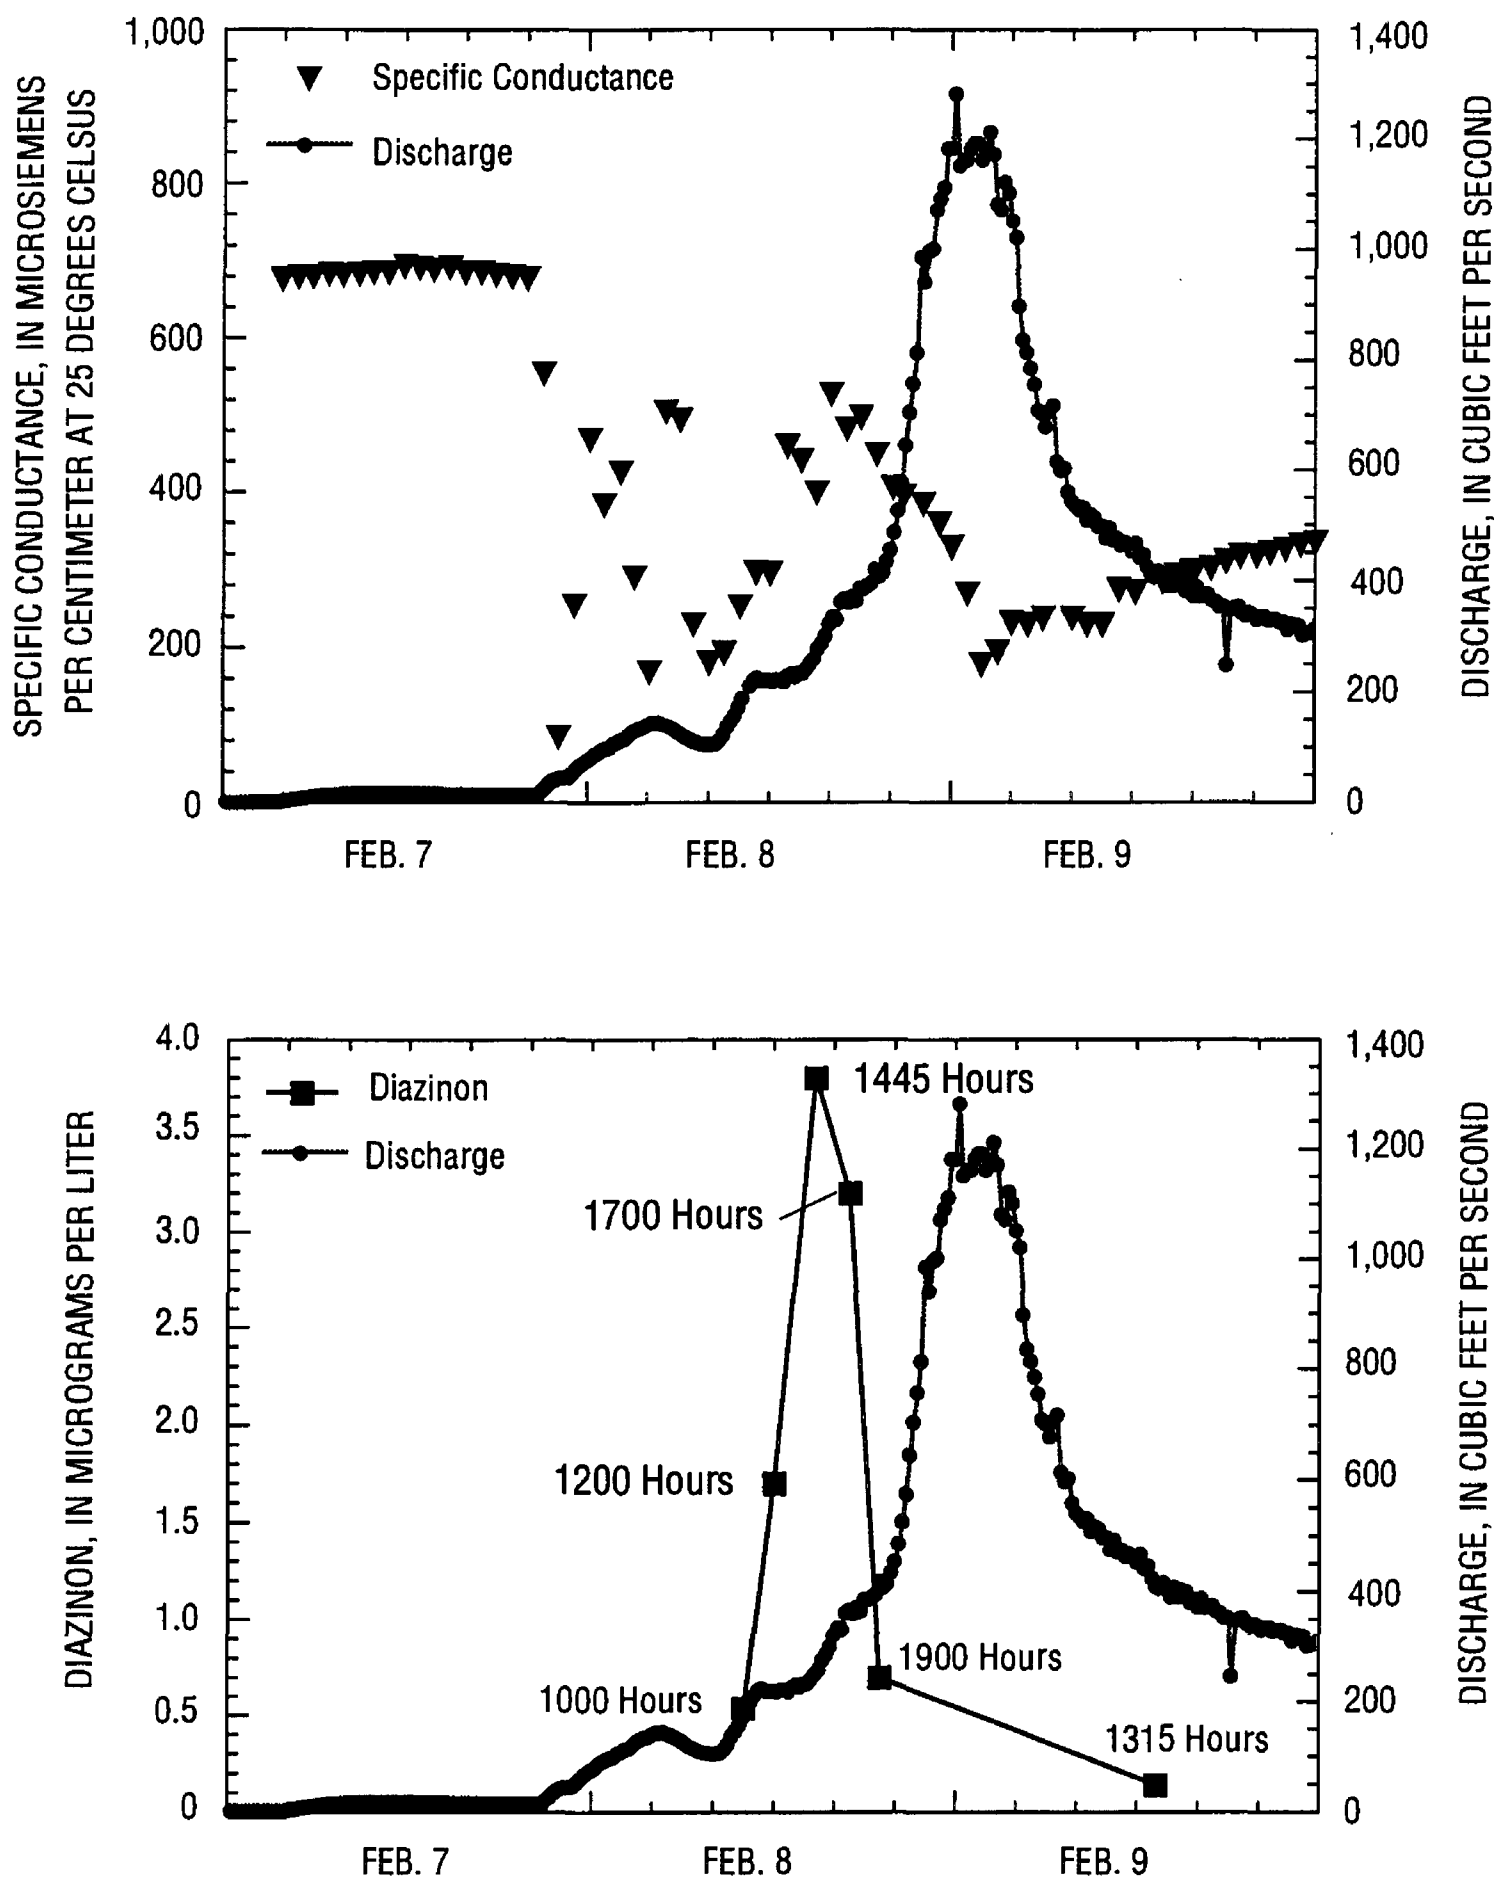 1,000
800
600
400
200
0
SPECIFIC CONDUCTANCE, IN MICROSIEMENS
PER CENTIMETER AT 25 DEGREES CELSUS
Specific Conductance
Discharge
1,400
1,200
1,000
800
600
400
200
0
DISCHARGE, IN CUBIC FEET PER SECOND
FEB. 7
FEB. 8
FEB. 9
4.0
3.5
3.0
2.5
2.0
1.5
1.0
0.5
0
DIAZINON, IN MICROGRAMS PER LITER
Diazinon
Discharge
1445 Hours
1700 Hours
1200 Hours
1900 Hours
1000 Hours
1315 Hours
1,400
1,200
1,000
800
600
400
200
0
DISCHARGE, IN CUBIC FEET PER SECOND
FEB. 7
FEB. 8
FEB. 9